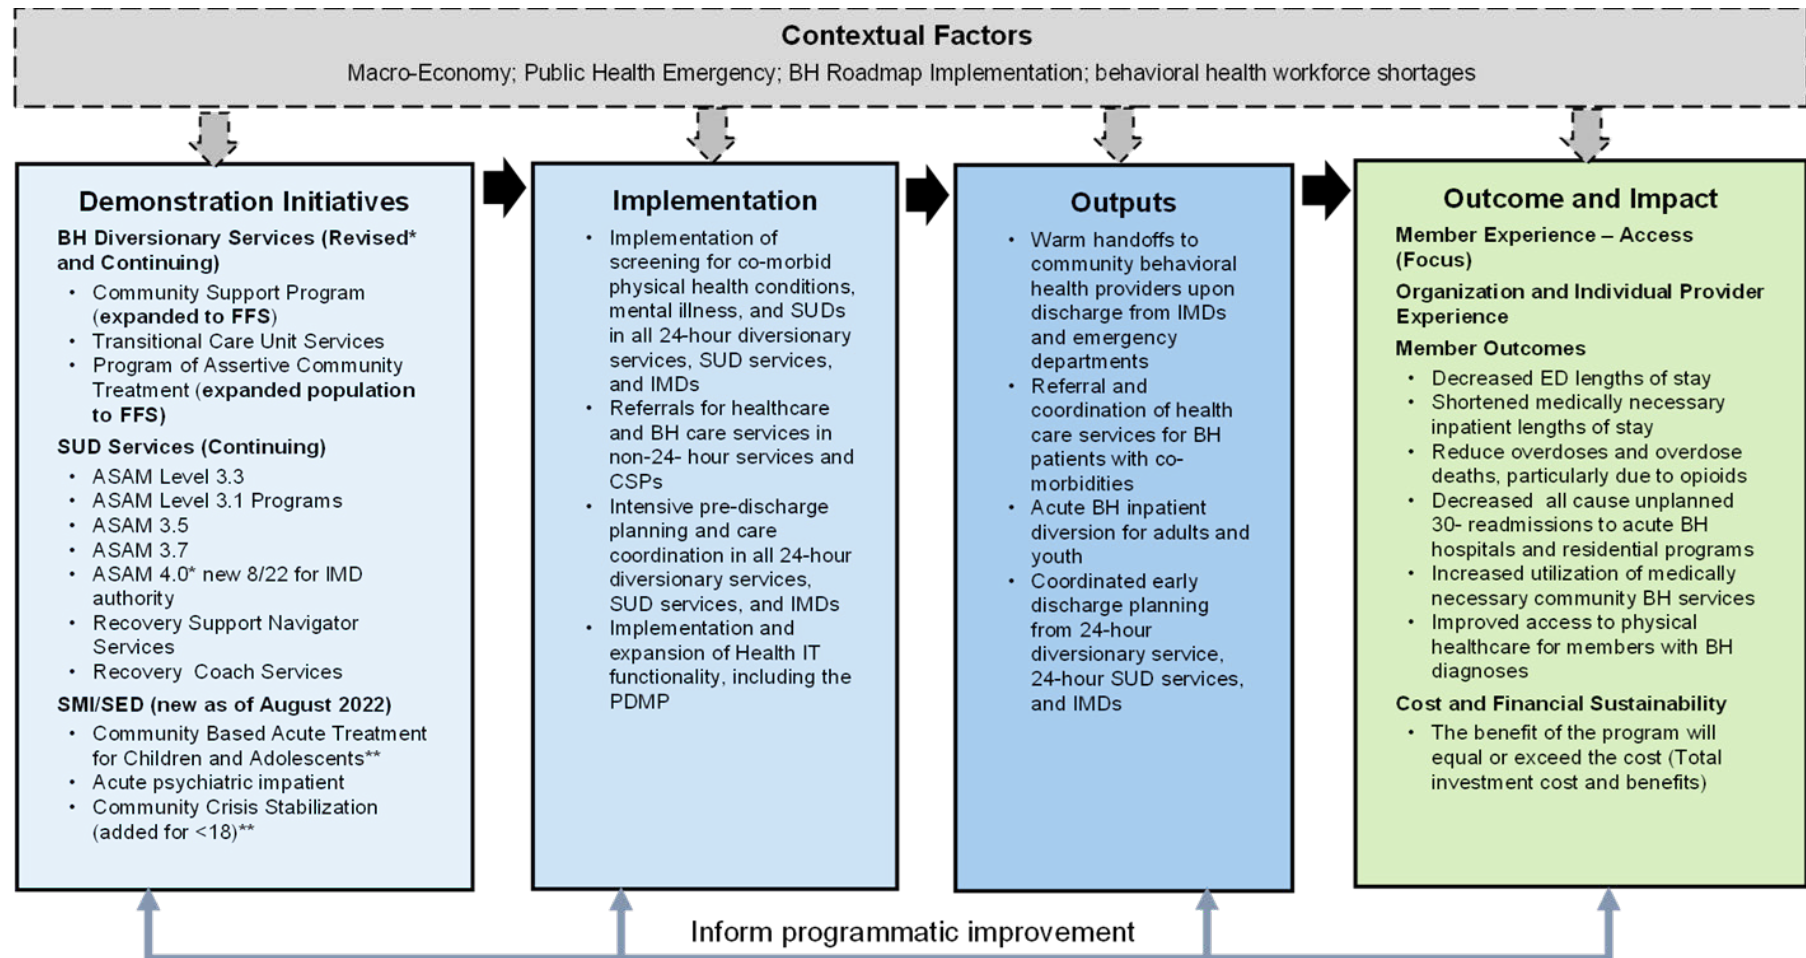 Contextual Factors
Macro-Economy; Public Health Emergency; BH Roadmap Implementation; behavioral health workforce shortages
Demonstration Initiatives
BH Diversionary Services (Revised*
and Continuing)
• Community Support Program
(expanded to FFS)
• Transitional Care Unit Services
• Program of Assertive Community
Treatment (expanded population
to FFS)
SUD Services (Continuing)
• ASAM Level 3.3
• ASAM Level 3.1 Programs
• ASAM 3.5
• ASAM 3.7
• ASAM 4.0* new 8/22 for IMD
authority
• Recovery Support Navigator
Services
• Recovery Coach Services
SMI/SED (new as of August 2022)
• Community Based Acute Treatment
for Children and Adolescents**
• Acute psychiatric impatient
• Community Crisis Stabilization
(added for <18)**
Implementation
• Implementation of
screening for co-morbid
physical health conditions,
mental illness, and SUDs
in all 24-hour diversionary
services, SUD services,
and IMDs
• Referrals for healthcare
and BH care services in
non-24- hour services and
CSPs
• Intensive pre-discharge
planning and care
coordination in all 24-hour
diversionary services,
SUD services, and IMDs
• Implementation and
expansion of Health IT
functionality, including the
PDMP
Outputs
• Warm handoffs to
community behavioral
health providers upon
discharge from IMDs
and emergency
departments
• Referral and
coordination of health
care services for BH
patients with co-
morbidities
• Acute BH inpatient
diversion for adults and
youth
• Coordinated early
discharge planning
from 24-hour
diversionary service,
24-hour SUD services,
and IMDs
Outcome and Impact
Member Experience – Access
(Focus)
Organization and Individual Provider
Experience
Member Outcomes
• Decreased ED lengths of stay
• Shortened medically necessary
inpatient lengths of stay
• Reduce overdoses and overdose
deaths, particularly due to opioids
• Decreased all cause unplanned
30- readmissions to acute BH
hospitals and residential programs
• Increased utilization of medically
necessary community BH services
• Improved access to physical
healthcare for members with BH
diagnoses
Cost and Financial Sustainability
• The benefit of the program will
equal or exceed the cost (Total
investment cost and benefits)
Inform programmatic improvement